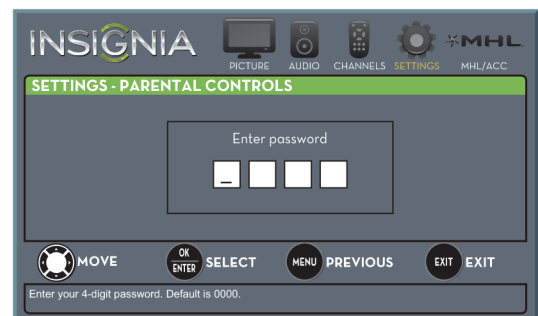 INSIGNIA
PICTURE AUDIO CHANNELS SETTINGS MHL MHL/ACC
SETTINGS - PARENTAL CONTROLS
Enter password
_
MOVE OK ENTER SELECT MENU PREVIOUS EXIT EXIT
Enter your 4-digit password. Default is 0000.